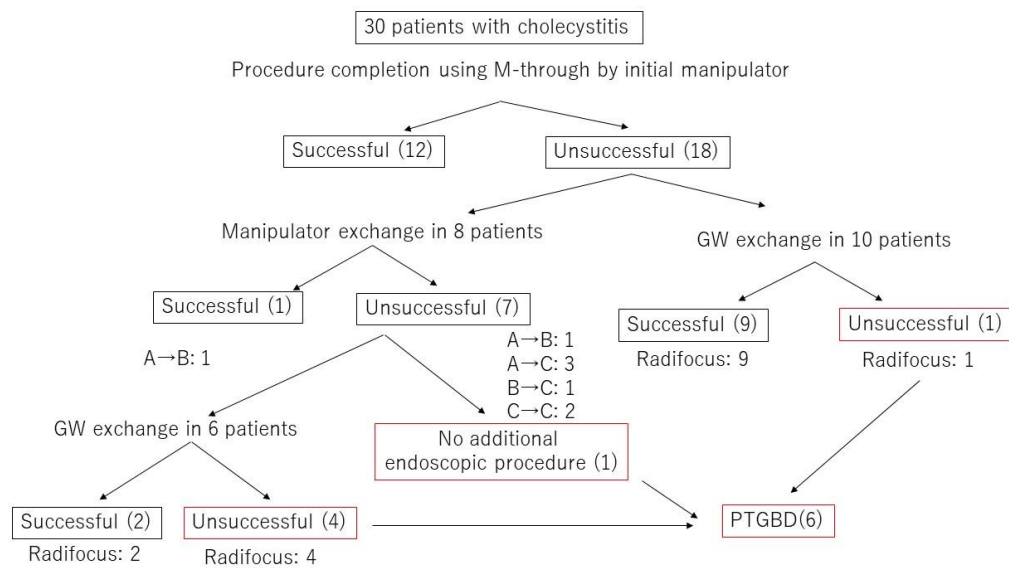 30 patients with cholecystitis
Procedure completion using M-through by initial manipulator
Successful (12)
Unsuccessful (18)
Manipulator exchange in 8 patients
GW exchange in 10 patients
Successful (1)
Unsuccessful (7)
Successful (9)
Unsuccessful (1)
A→B: 1
A→B: 1
A→C: 3
B→C: 1
C→C: 2
Radifocus: 9
Radifocus: 1
GW exchange in 6 patients
No additional
endoscopic procedure (1)
Successful (2)
Unsuccessful (4)
PTGBD(6)
Radifocus: 2
Radifocus: 4